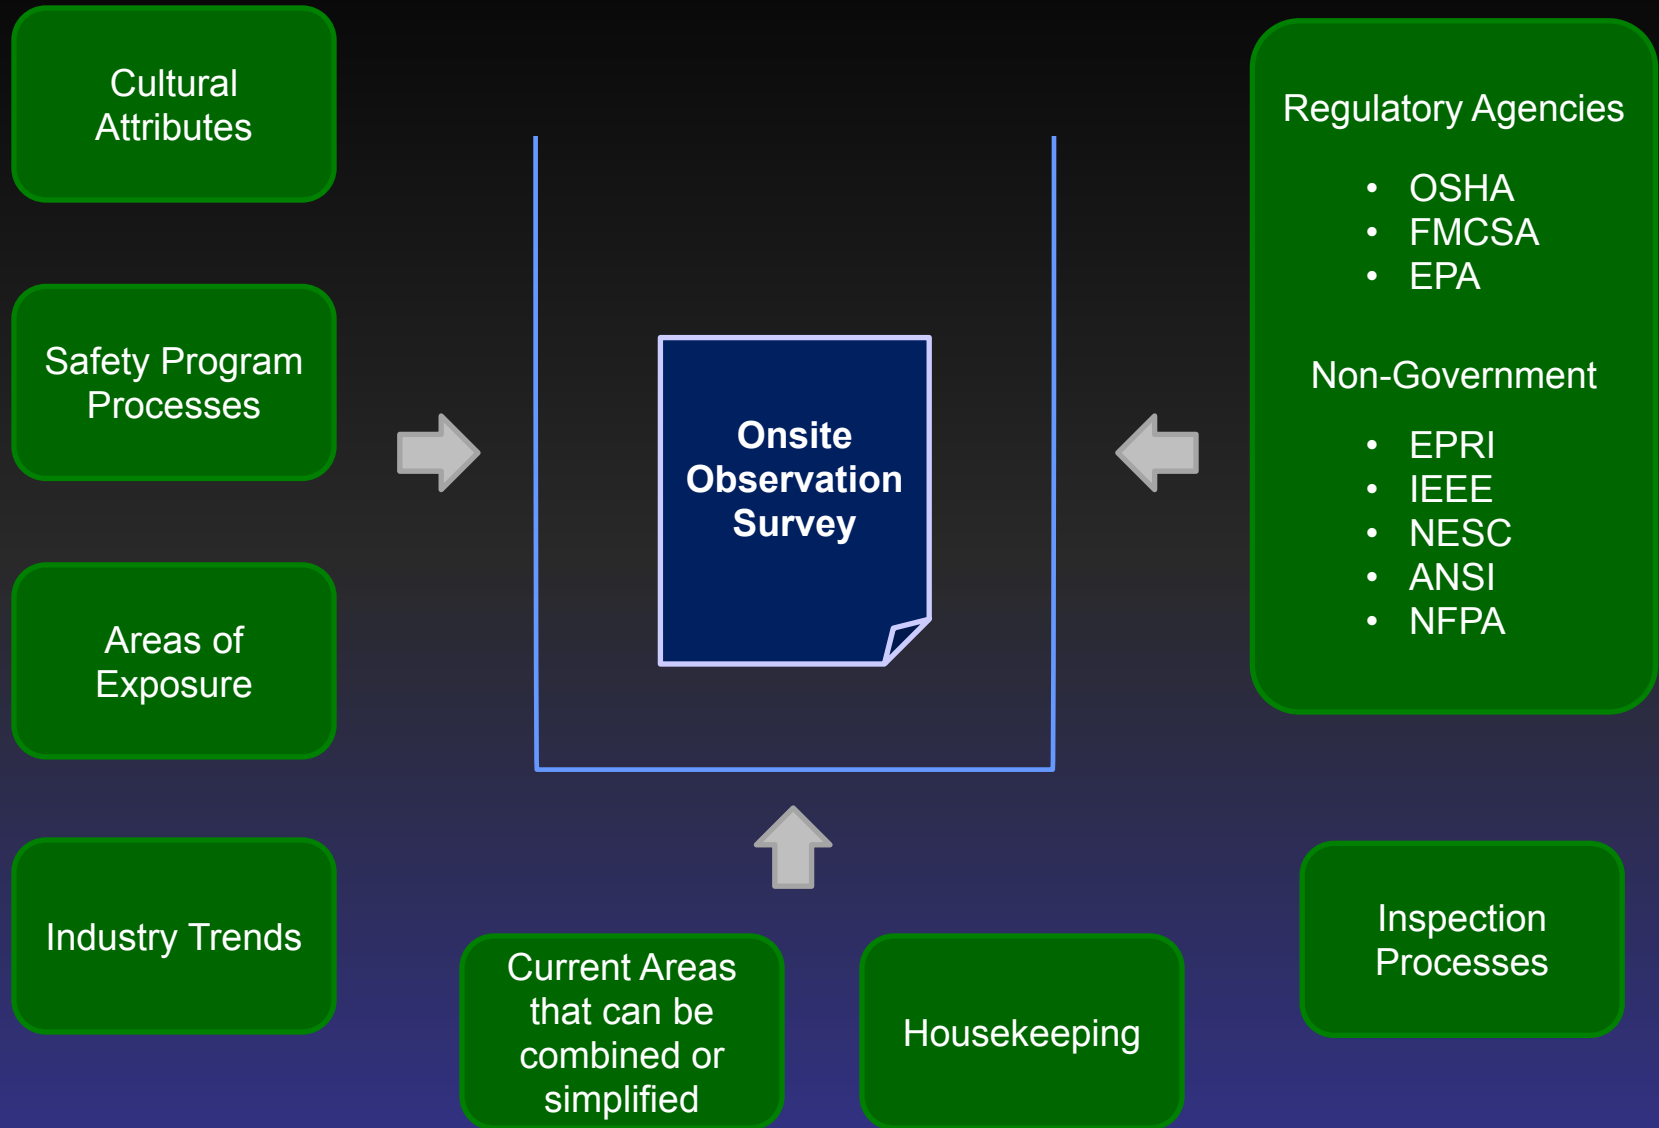 Cultural
Attributes
Safety Program
Processes
Areas of
Exposure
Industry Trends
Onsite
Observation
Survey
Current Areas
that can be
combined or
simplified
Housekeeping
Regulatory Agencies
• OSHA
• FMCSA
• EPA
Non-Government
• EPRI
• IEEE
• NESC
• ANSI
• NFPA
Inspection
Processes